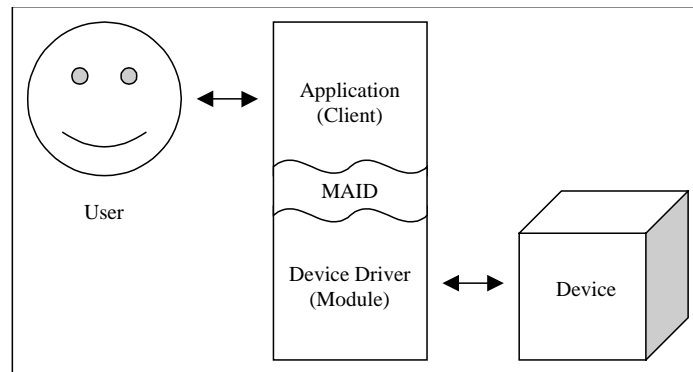 Application
(Client)
MAID
User
Device Driver
(Module)
Device